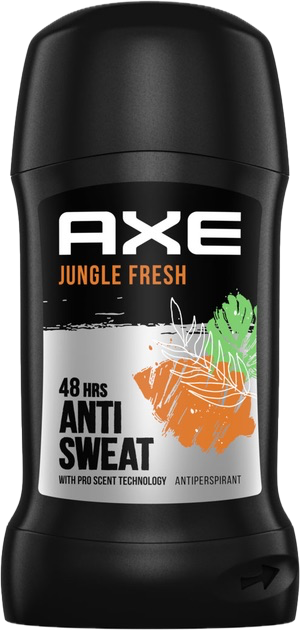 AXE
JUNGLE FRESH
48 HRS
ANTI
SWEAT
WITH PRO SCENT TECHNOLOGY ANTIPERSPIRANT